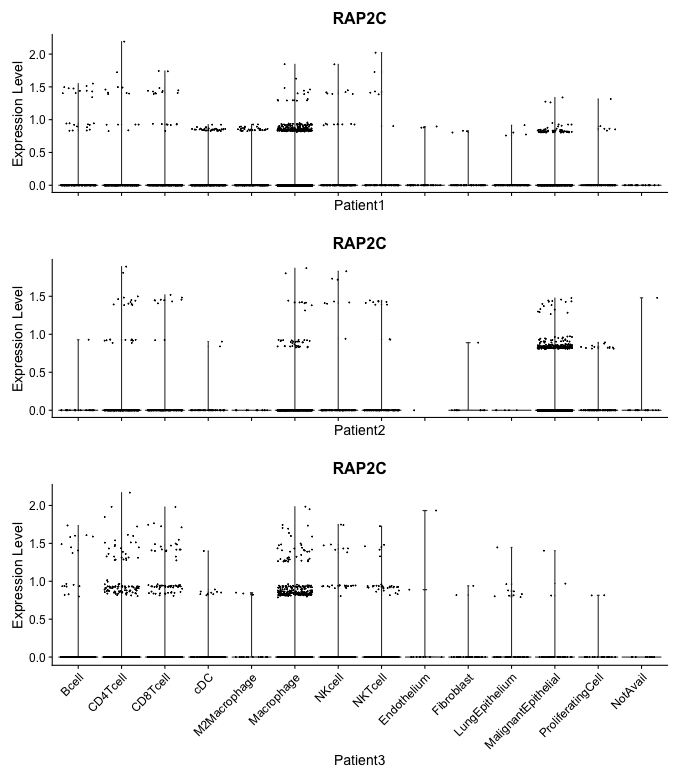 RAP2C
Expression Level
2.0
1.5
1.0
0.5
0.0
Patient1
RAP2C
Expression Level
1.5
1.0
0.5
0.0
Patient2
RAP2C
Expression Level
2.0
1.5
1.0
0.5
0.0
Bcell
CD4Tcell
CD8Tcell
cDC
M2Macrophage
Macrophage
NKcell
NKTcell
Endothelium
Fibroblast
LungEpithelium
MalignantEpithelial
ProliferatingCell
NotAvail
Patient3